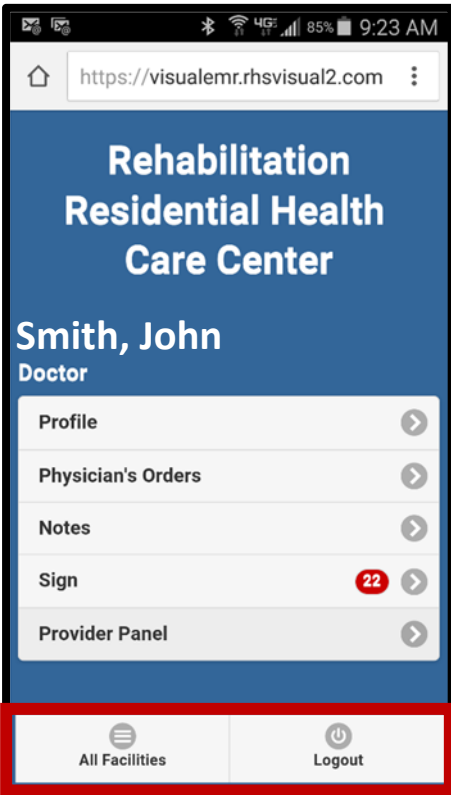 4G 85% 9:23 AM
https://visualemr.rhsvisual2.com
Rehabilitation
Residential Health
Care Center
Smith, John
Doctor
Profile
Physician's Orders
Notes
Sign 22
Provider Panel
All Facilities Logout